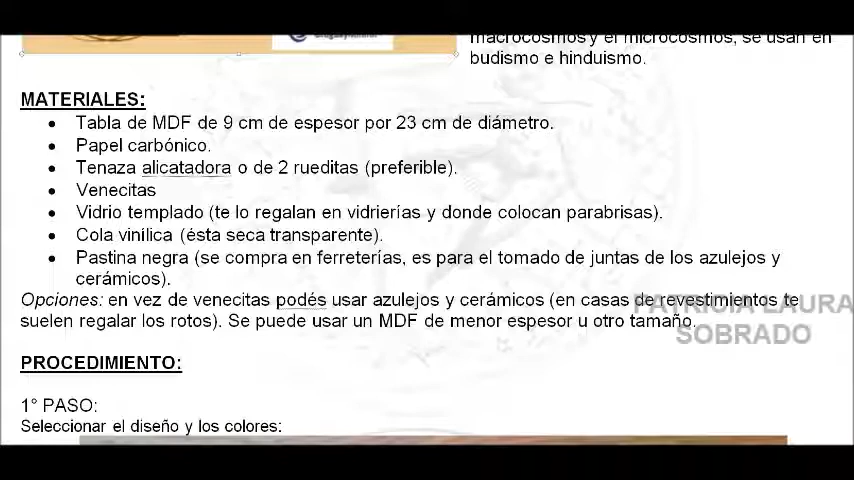 macrocosmos y el microcosmos, se usan en
budismo e hinduismo.
MATERIALES:
• Tabla de MDF de 9 cm de espesor por 23 cm de diámetro.
• Papel carbónico.
• Tenaza alicatadora o de 2 rueditas (preferible).
• Venecitas
• Vidrio templado (te lo regalan en vidrierías y donde colocan parabrisas).
• Cola vinílica (ésta seca transparente).
• Pastina negra (se compra en ferreterías, es para el tomado de juntas de los azulejos y
cerámicos).
Opciones: en vez de venecitas podés usar azulejos y cerámicos (en casas de revestimientos te
suelen regalar los rotos). Se puede usar un MDF de menor espesor u otro tamaño.
PATRICIA LAURA
SOBRADO
PROCEDIMIENTO:
1° PASO:
Seleccionar el diseño y los colores: